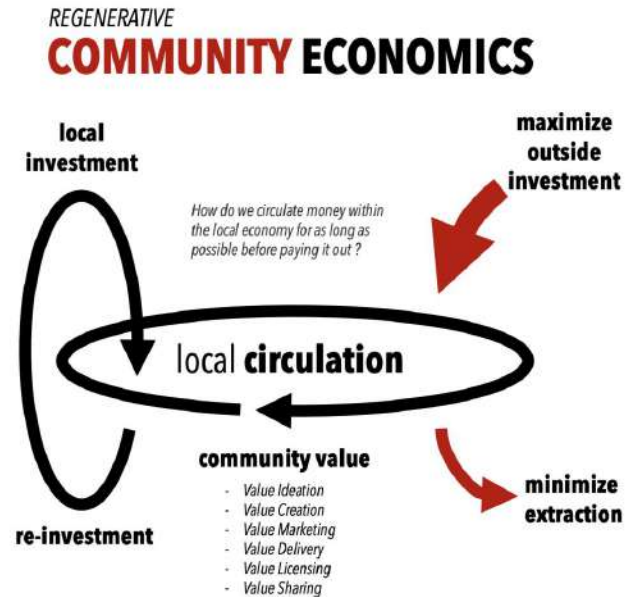 REGENERATIVE
COMMUNITY ECONOMICS
local
investment
maximize
outside
investment
How do we circulate money within
the local economy for as long as
possible before paying it out ?
local circulation
community value
- Value Ideation
- Value Creation
- Value Marketing
- Value Delivery
- Value Licensing
- Value Sharing
re-investment
minimize
extraction